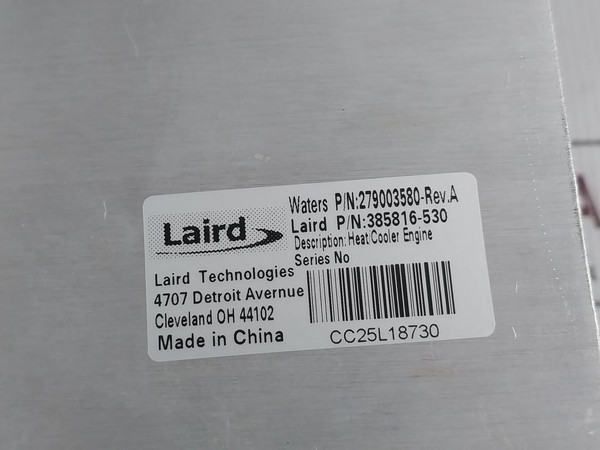 Laird
Waters P/N:279003580-Rev.A
Laird P/N:385816-530
Description: Heat/Cooler Engine
Series No
Laird Technologies
4707 Detroit Avernue
Cleveland OH 44102
Made in China
CC25L18730